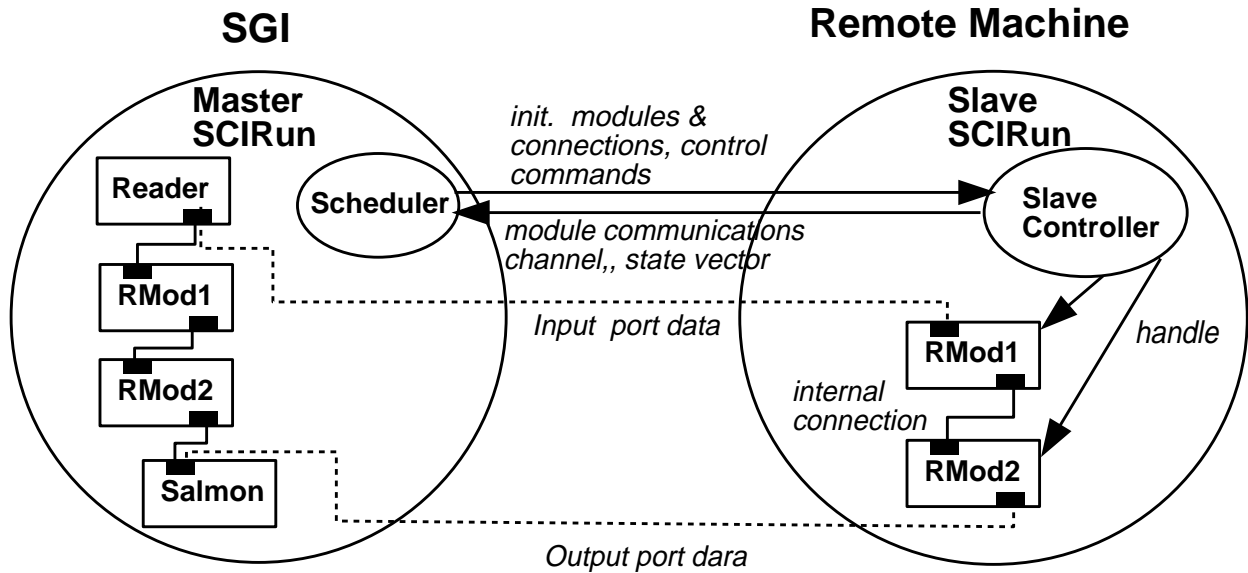 SGI
Remote Machine
Master
SCIRun
Reader
RMod1
RMod2
Salmon
Scheduler
init. modules &
connections, control
commands
module communications
channel,, state vector
Input port data
Output port dara
Slave
SCIRun
Slave
Controller
handle
RMod1
internal
connection
RMod2